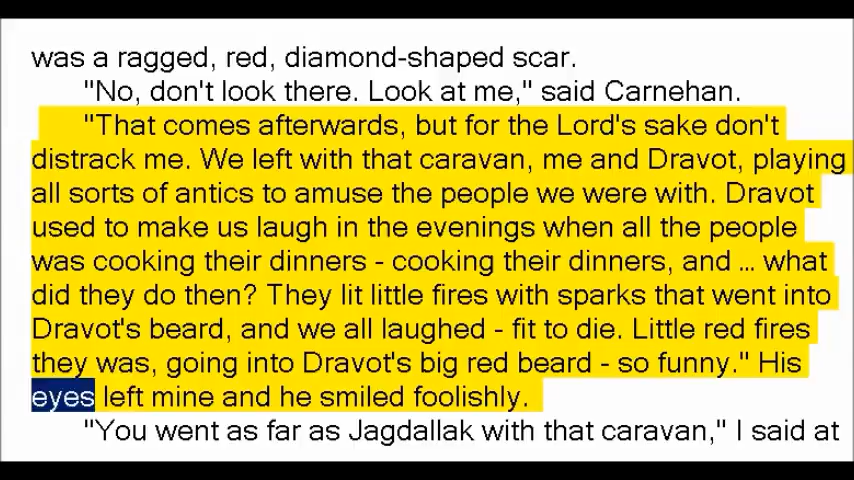 was a ragged, red, diamond-shaped scar.
"No, don't look there. Look at me," said Carnehan.
"That comes afterwards, but for the Lord's sake don't
distrack me. We left with that caravan, me and Dravot, playing
all sorts of antics to amuse the people we were with. Dravot
used to make us laugh in the evenings when all the people
was cooking their dinners - cooking their dinners, and ... what
did they do then? They lit little fires with sparks that went into
Dravot's beard, and we all laughed - fit to die. Little red fires
they was, going into Dravot's big red beard - so funny." His
eyes left mine and he smiled foolishly.
"You went as far as Jagdallak with that caravan," I said at